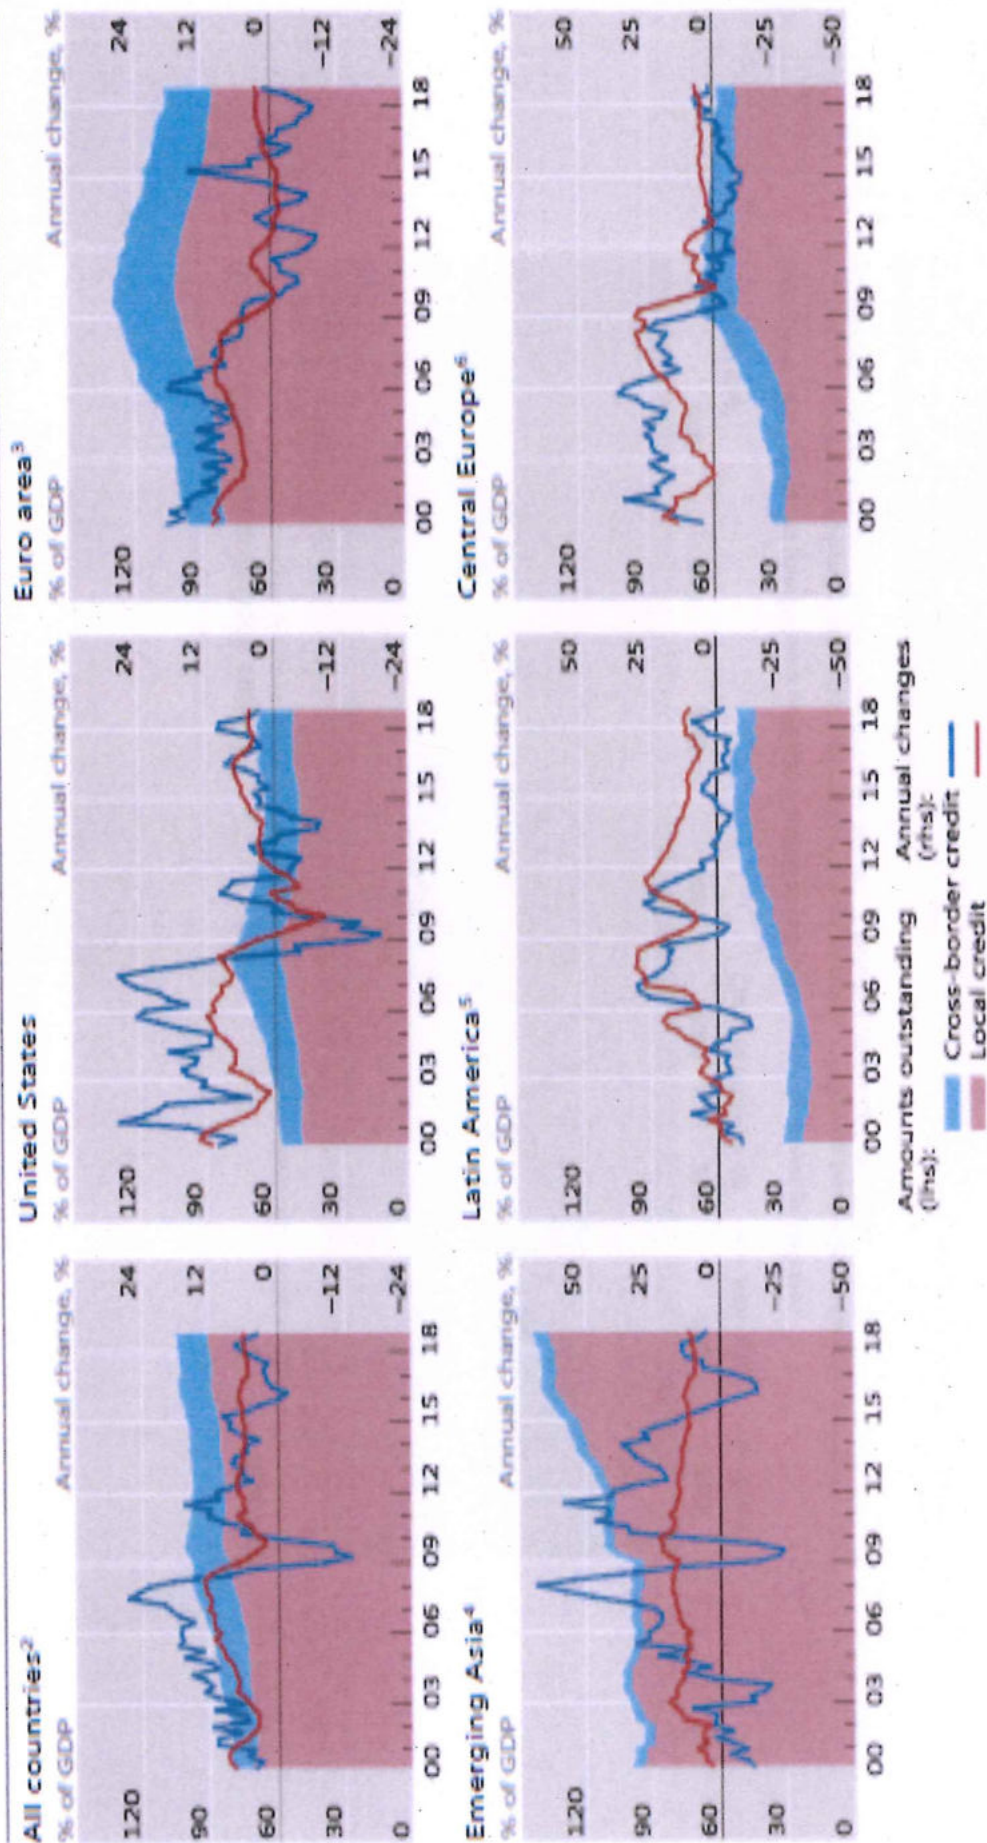 All countries²
% of GDP Annual change, %
120 24
90 12
60 0
30 −12
0 −24
00 03 06 09 12 15 18
United States
% of GDP Annual change, %
120 24
90 12
60 0
30 −12
0 −24
00 03 06 09 12 15 18
Euro area³
% of GDP Annual change, %
120 24
90 12
60 0
30 −12
0 −24
00 03 06 09 12 15 18
Emerging Asia⁴
% of GDP Annual change, %
120 50
90 25
60 0
30 −25
0 −50
00 03 06 09 12 15 18
Latin America⁵
% of GDP Annual change, %
120 50
90 25
60 0
30 −25
0 −50
00 03 06 09 12 15 18
Central Europe⁶
% of GDP Annual change, %
120 50
90 25
60 0
30 −25
0 −50
00 03 06 09 12 15 18
Amounts outstanding Annual changes
(lhs): (rhs):
Cross-border credit
Local credit